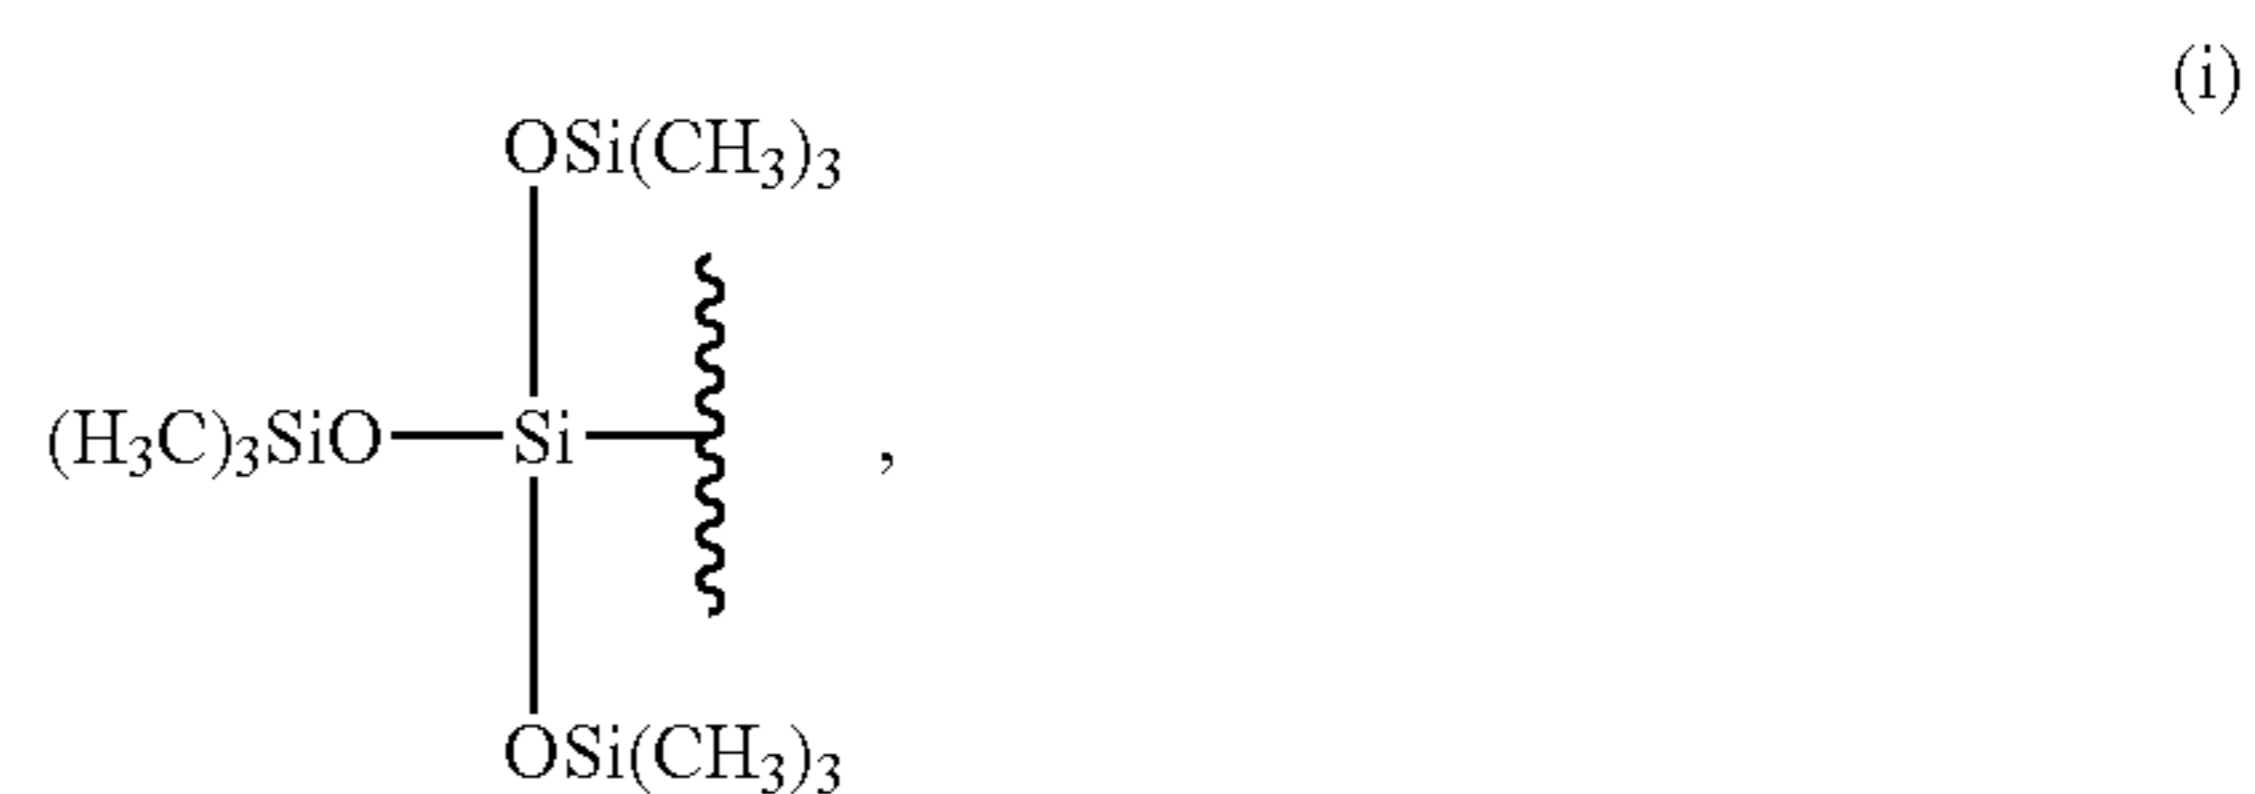 (i)
OSi(CH₃)₃
(H₃C)₃SiO—Si— ,
OSi(CH₃)₃